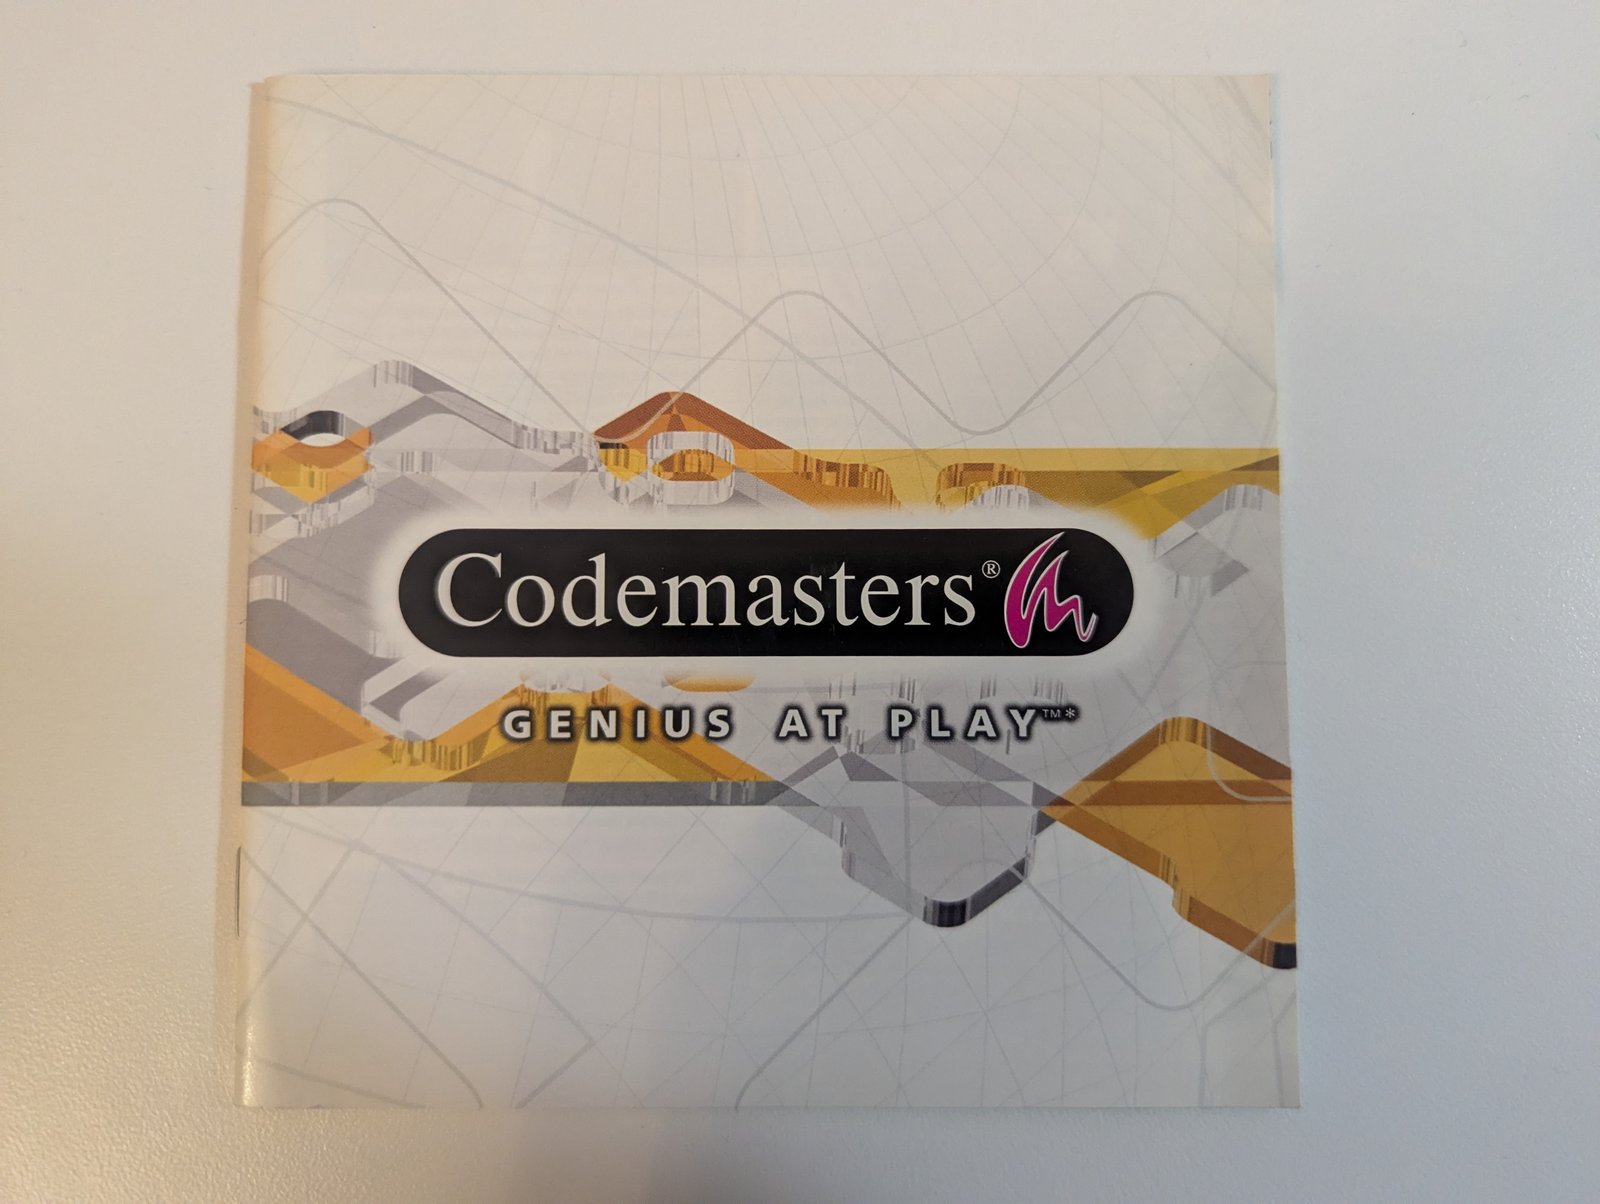 Codemasters®
GENIUS AT PLAY™*